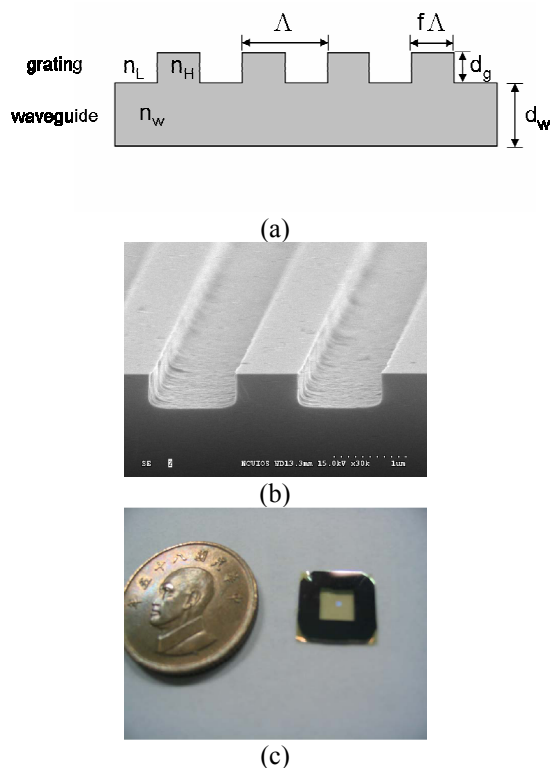 Λ
fΛ
grating
n_L
n_H
d_g
waveguide
n_w
d_w
(a)
SE
NCUIOS WD13.3mm 15.0kV x30k 1um
(b)
(c)